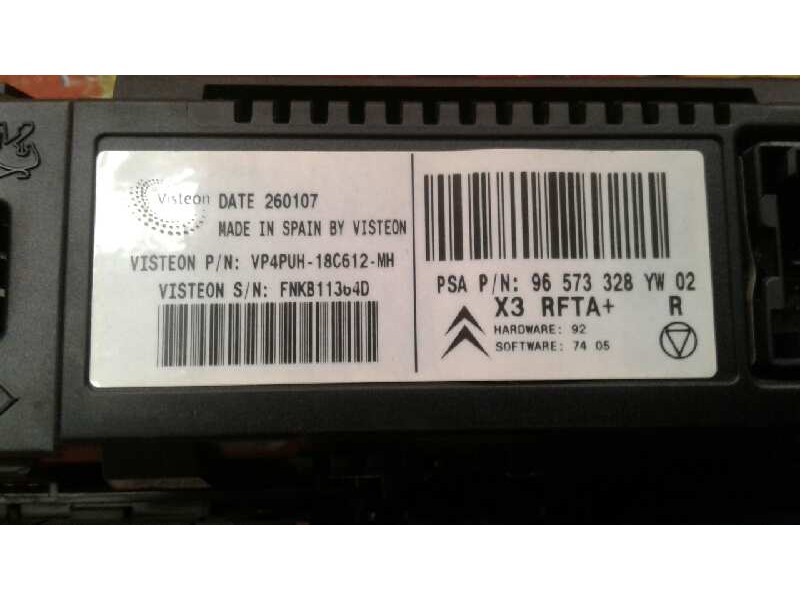 Visteon DATE 260107
MADE IN SPAIN BY VISTEON
VISTEON P/N: VP4PUH-18C612-MH
VISTEON S/N: FNKB11364D
PSA P/N: 96 573 328 YW 02
X3 RFTA+ R
HARDWARE: 92
SOFTWARE: 74 05